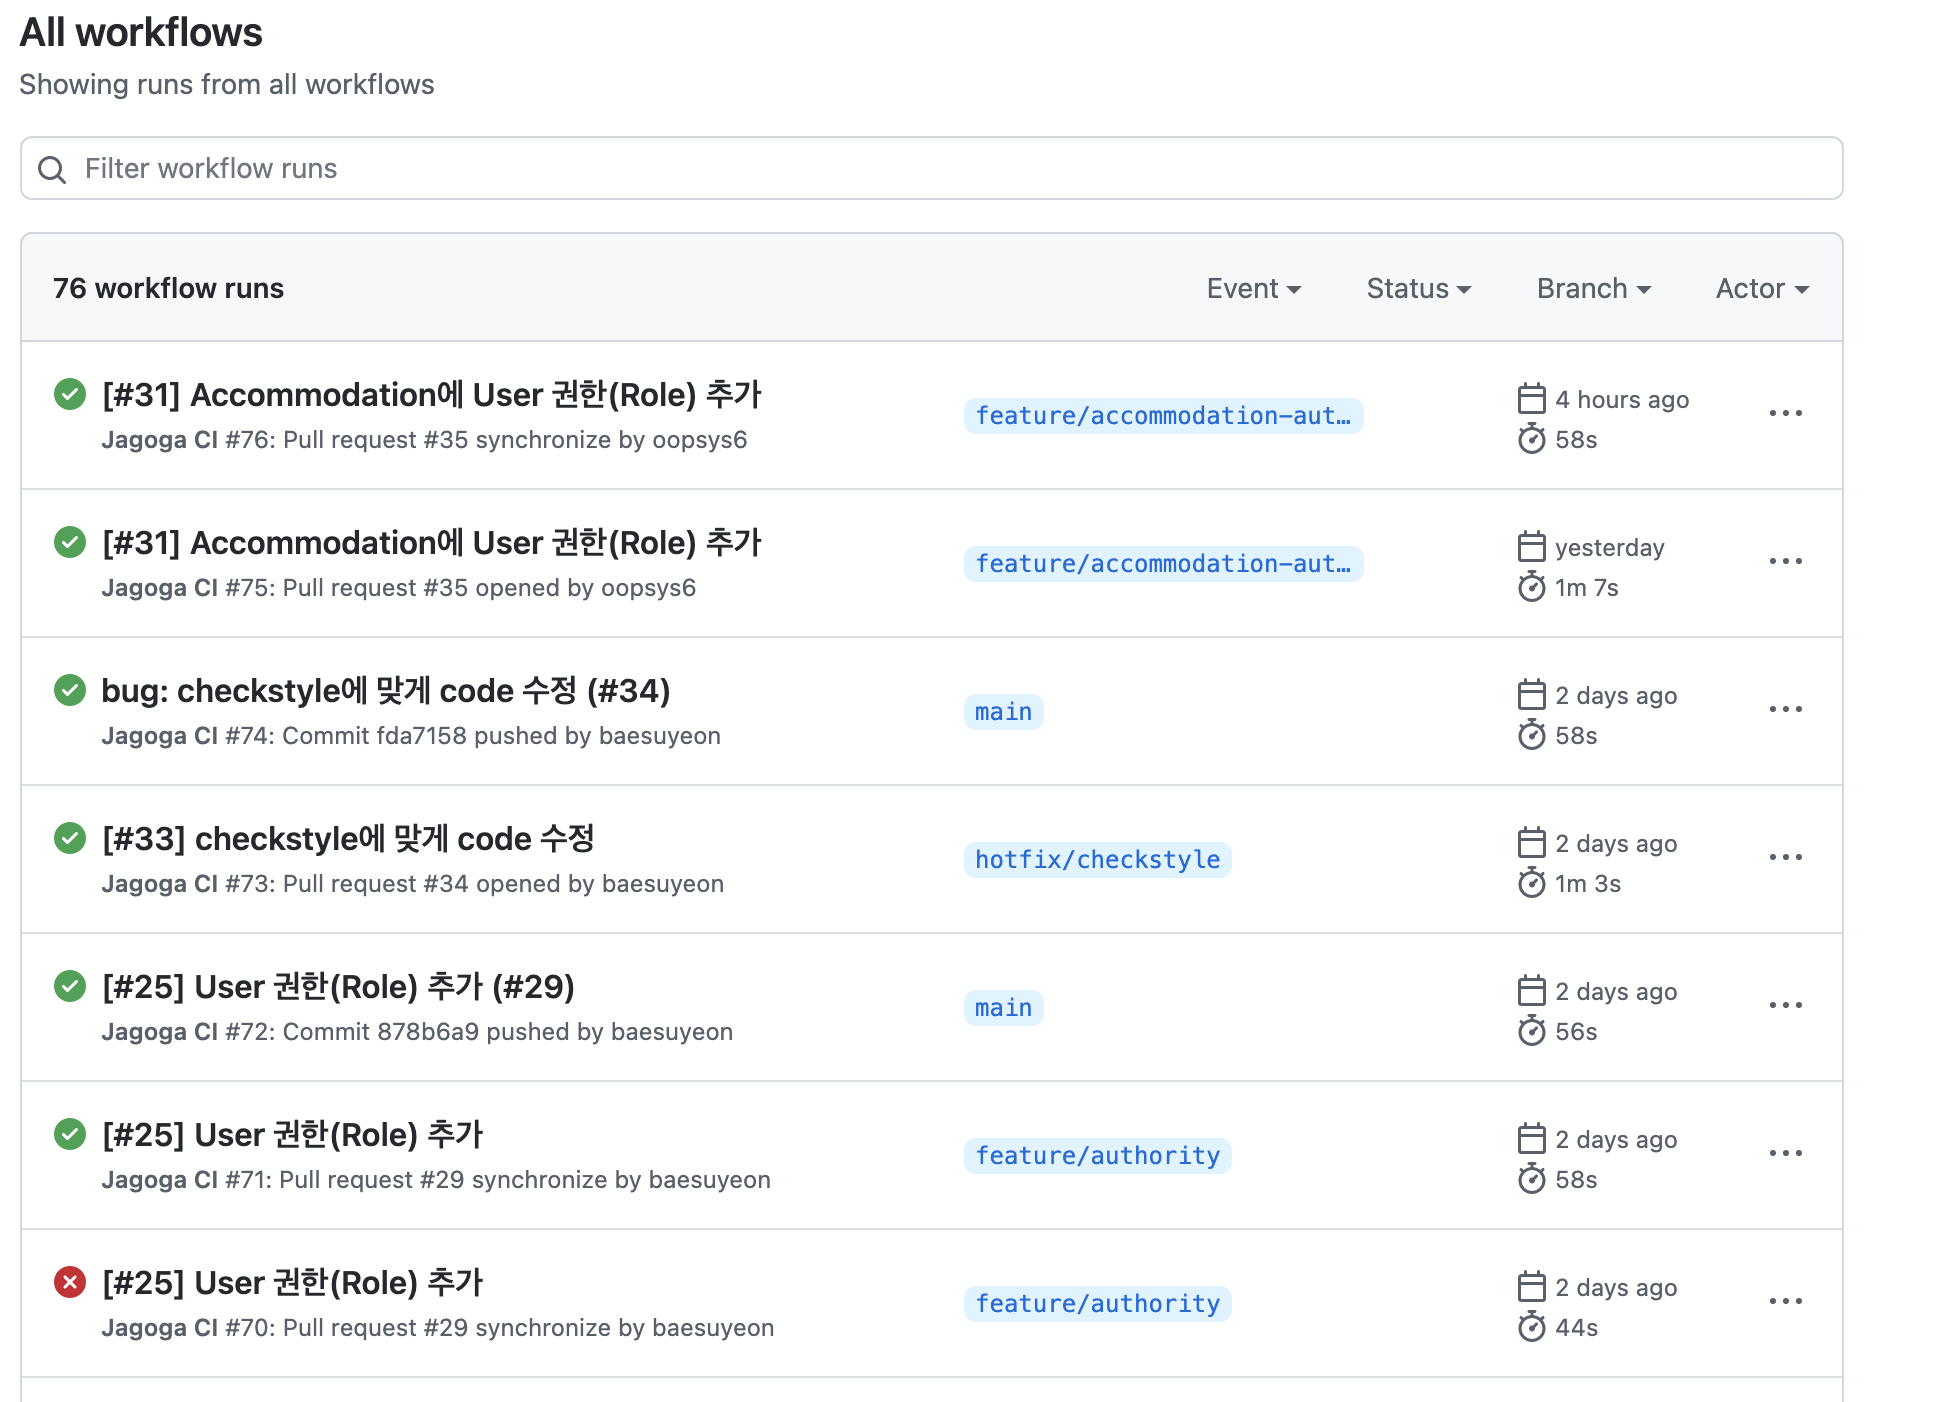 All workflows
Showing runs from all workflows
Filter workflow runs
76 workflow runs Event Status Branch Actor
[#31] Accommodation에 User 권한(Role) 추가
Jagoga CI #76: Pull request #35 synchronize by oopsys6
feature/accommodation-aut…
4 hours ago
58s
[#31] Accommodation에 User 권한(Role) 추가
Jagoga CI #75: Pull request #35 opened by oopsys6
feature/accommodation-aut…
yesterday
1m 7s
bug: checkstyle에 맞게 code 수정 (#34)
Jagoga CI #74: Commit fda7158 pushed by baesuyeon
main
2 days ago
58s
[#33] checkstyle에 맞게 code 수정
Jagoga CI #73: Pull request #34 opened by baesuyeon
hotfix/checkstyle
2 days ago
1m 3s
[#25] User 권한(Role) 추가 (#29)
Jagoga CI #72: Commit 878b6a9 pushed by baesuyeon
main
2 days ago
56s
[#25] User 권한(Role) 추가
Jagoga CI #71: Pull request #29 synchronize by baesuyeon
feature/authority
2 days ago
58s
[#25] User 권한(Role) 추가
Jagoga CI #70: Pull request #29 synchronize by baesuyeon
feature/authority
2 days ago
44s